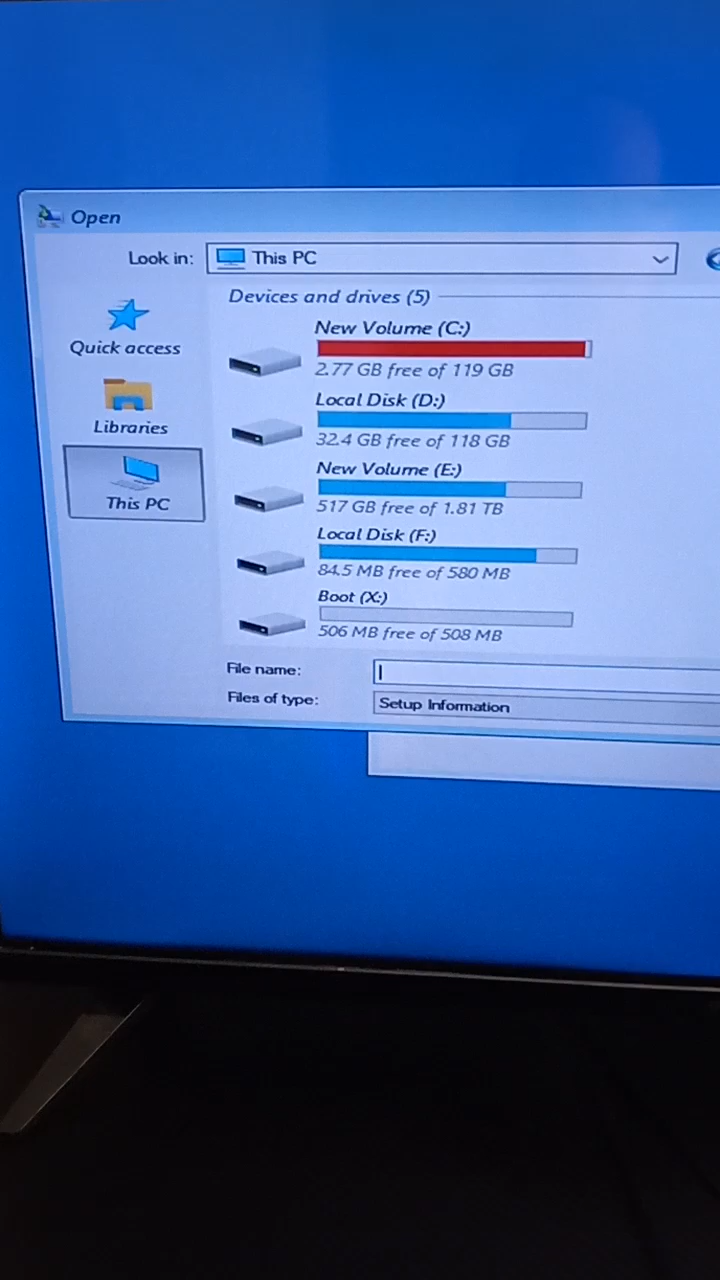 Open
Look in: This PC
Quick access
Libraries
This PC
Devices and drives (5)
New Volume (C:)
2.77 GB free of 119 GB
Local Disk (D:)
32.4 GB free of 118 GB
New Volume (E:)
517 GB free of 1.81 TB
Local Disk (F:)
84.5 MB free of 580 MB
Boot (X:)
506 MB free of 508 MB
File name:
Files of type: Setup Information